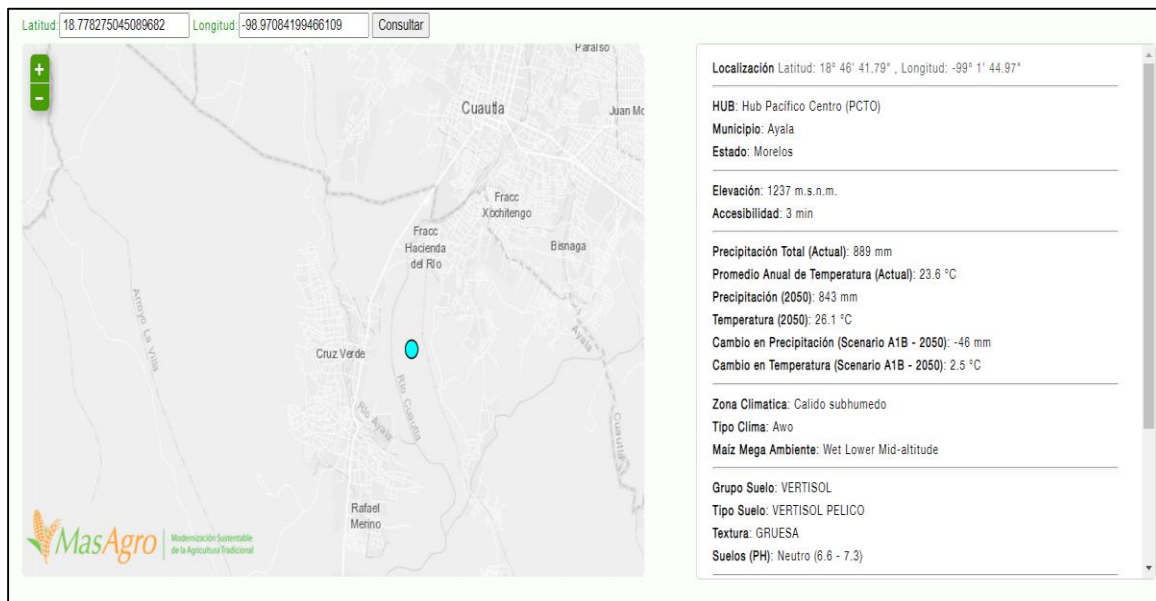 Latitud: 18.778275045089682 Longitud: -98.97084199466109 Consultar
+
−
Paraíso
Cuautla
Juan Mo
Fracc
Xochitengo
Fracc
Hacienda
del Río
Bisnaga
Arroyo La Villa
Cruz Verde
Río Cuautla
Río Ayala
Ayala
Cuautla
Rafael
Merino
MasAgro
Modernización Sustentable
de la Agricultura Tradicional
Localización Latitud: 18° 46' 41.79" , Longitud: -99° 1' 44.97"
HUB: Hub Pacífico Centro (PCTO)
Municipio: Ayala
Estado: Morelos
Elevación: 1237 m.s.n.m.
Accesibilidad: 3 min
Precipitación Total (Actual): 889 mm
Promedio Anual de Temperatura (Actual): 23.6 °C
Precipitación (2050): 843 mm
Temperatura (2050): 26.1 °C
Cambio en Precipitación (Scenario A1B - 2050): -46 mm
Cambio en Temperatura (Scenario A1B - 2050): 2.5 °C
Zona Climatica: Calido subhumedo
Tipo Clima: Awo
Maíz Mega Ambiente: Wet Lower Mid-altitude
Grupo Suelo: VERTISOL
Tipo Suelo: VERTISOL PELICO
Textura: GRUESA
Suelos (PH): Neutro (6.6 - 7.3)